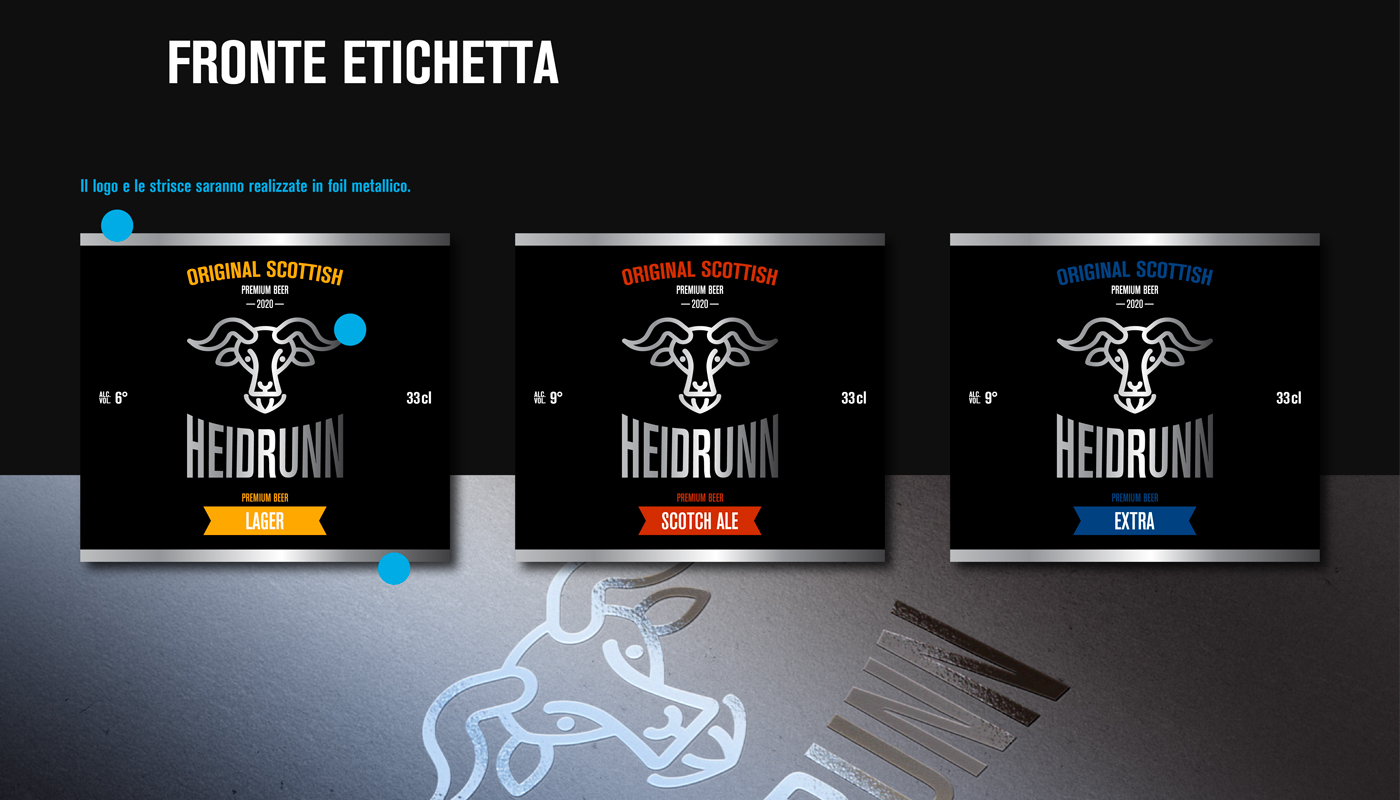 FRONTE ETICHETTA
Il logo e le strisce saranno realizzate in foil metallico.
ORIGINAL SCOTTISH
PREMIUM BEER
2020
ALC. VOL. 6°
33cl
HEIDRUNN
PREMIUM BEER
LAGER
ORIGINAL SCOTTISH
PREMIUM BEER
2020
ALC. VOL. 9°
33cl
HEIDRUNN
PREMIUM BEER
SCOTCH ALE
ORIGINAL SCOTTISH
PREMIUM BEER
2020
ALC. VOL. 9°
33cl
HEIDRUNN
PREMIUM BEER
EXTRA
RUNN